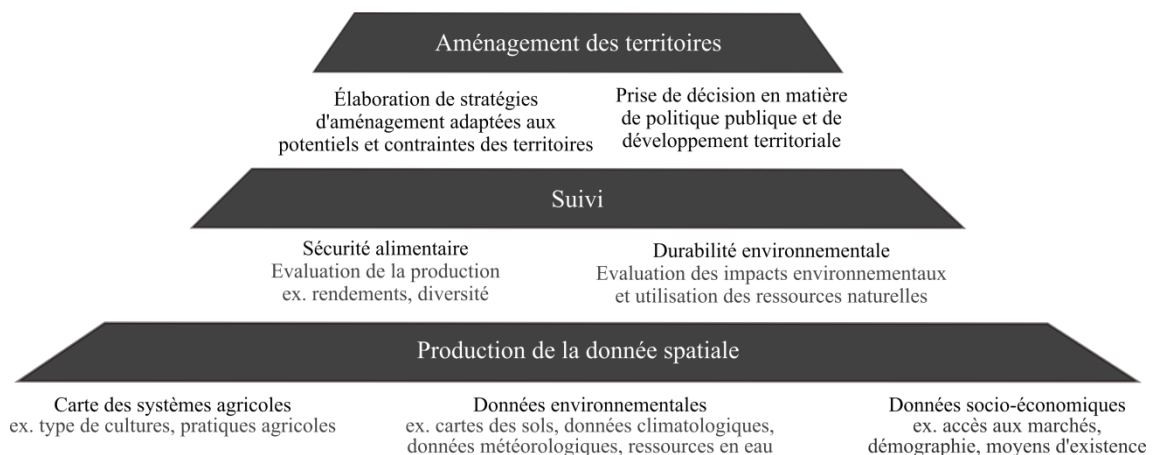 Aménagement des territoires
Élaboration de stratégies
d'aménagement adaptées aux
potentiels et contraintes des territoires
Prise de décision en matière
de politique publique et de
développement territoriale
Suivi
Sécurité alimentaire
Evaluation de la production
ex. rendements, diversité
Durabilité environnementale
Evaluation des impacts environmentaux
et utilisation des ressources naturelles
Production de la donnée spatiale
Carte des systèmes agricoles
ex. type de cultures, pratiques agricoles
Données environmentales
ex. cartes des sols, données climatologiques,
données météorologiques, ressources en eau
Données socio-économiques
ex. accès aux marchés,
démographie, moyens d'existence